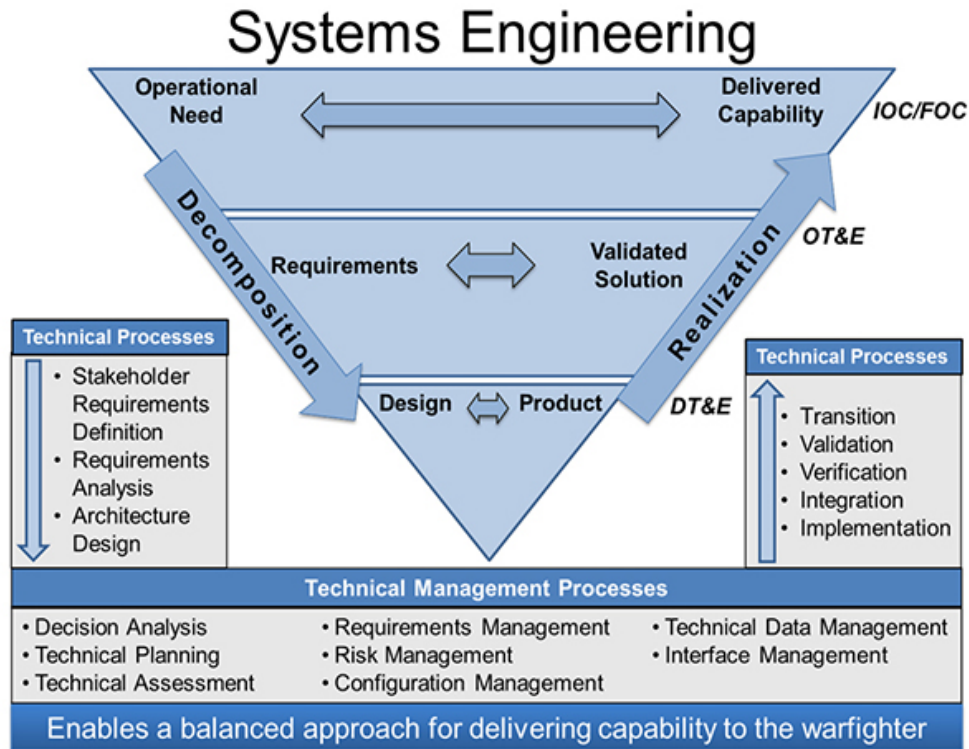 Systems Engineering
Operational
Need
Delivered
Capability
IOC/FOC
Decomposition
Realization
OT&E
Requirements
Validated
Solution
Design
Product
DT&E
Technical Processes
• Stakeholder
Requirements
Definition
• Requirements
Analysis
• Architecture
Design
Technical Processes
• Transition
• Validation
• Verification
• Integration
• Implementation
Technical Management Processes
• Decision Analysis
• Technical Planning
• Technical Assessment
• Requirements Management
• Risk Management
• Configuration Management
• Technical Data Management
• Interface Management
Enables a balanced approach for delivering capability to the warfighter